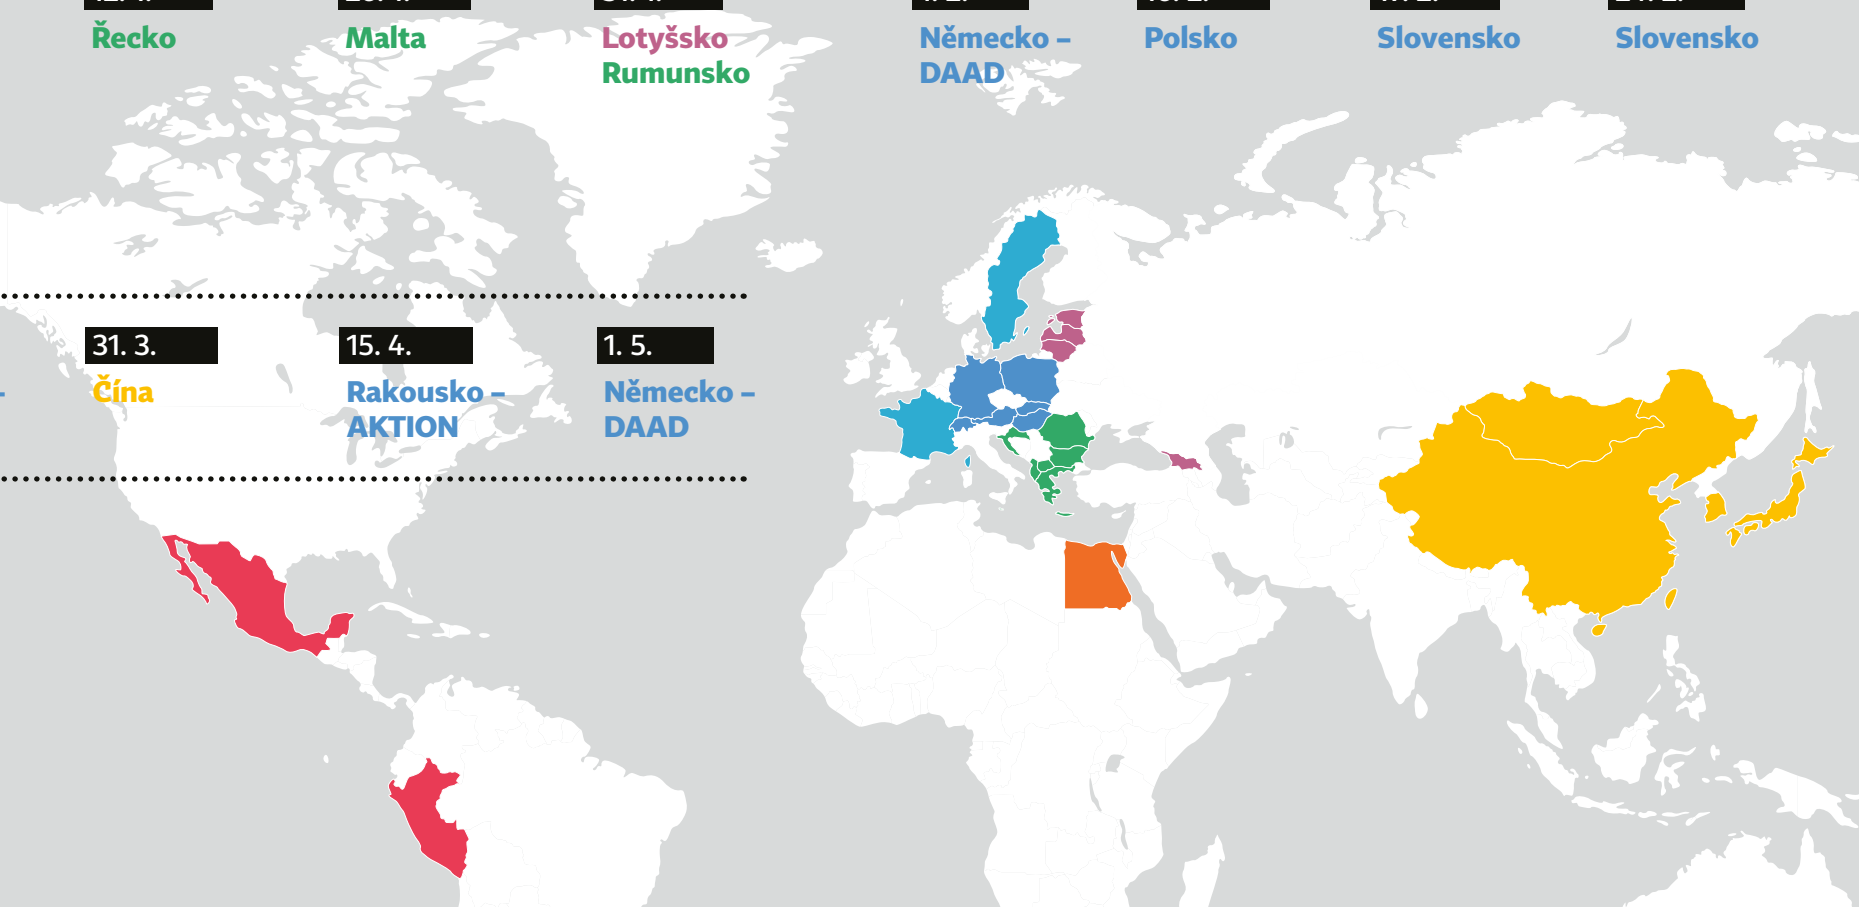 Řecko
Malta
Lotyšsko
Rumunsko
Německo –
DAAD
Polsko
Slovensko
Slovensko
31. 3.
Čína
15. 4.
Rakousko –
AKTION
1. 5.
Německo –
DAAD